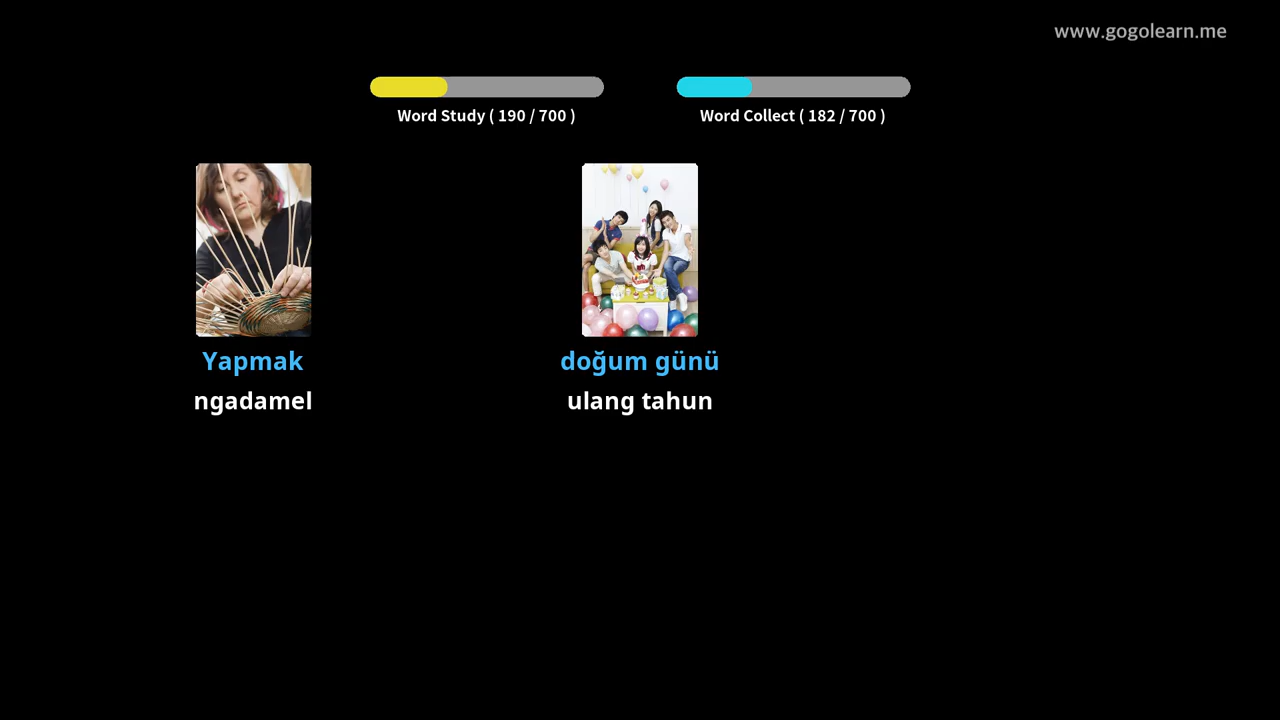 www.gogolearn.me
Word Study ( 190 / 700 )
Word Collect ( 182 / 700 )
Yapmak
ngadamel
doğum günü
ulang tahun